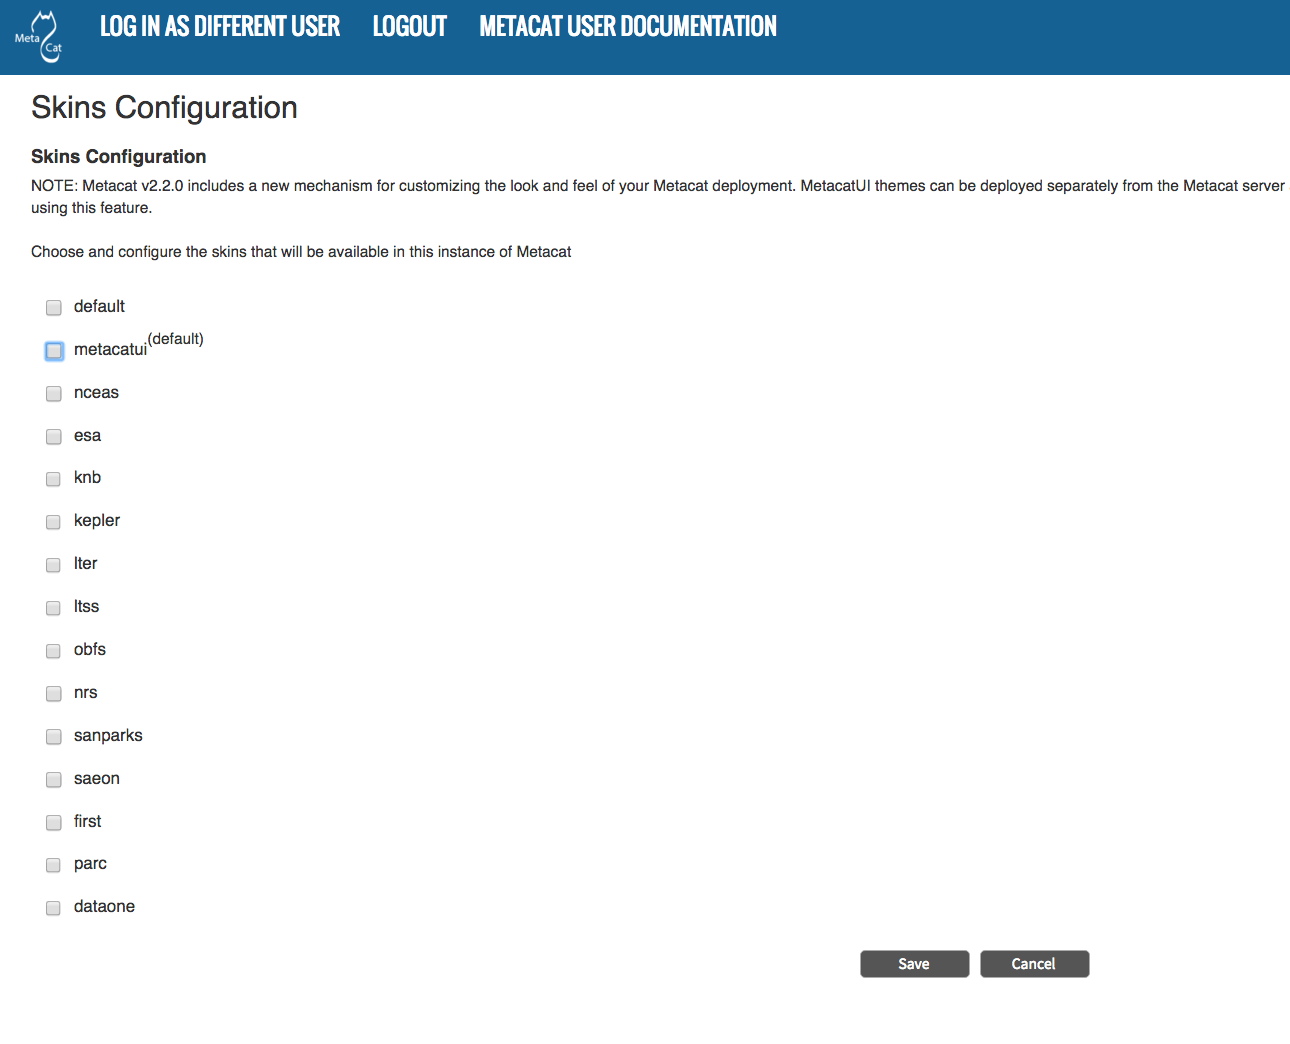 Meta Cat
LOG IN AS DIFFERENT USER LOGOUT METACAT USER DOCUMENTATION
Skins Configuration
Skins Configuration
NOTE: Metacat v2.2.0 includes a new mechanism for customizing the look and feel of your Metacat deployment. MetacatUI themes can be deployed separately from the Metacat server
using this feature.
Choose and configure the skins that will be available in this instance of Metacat
default
metacatui(default)
nceas
esa
knb
kepler
lter
ltss
obfs
nrs
sanparks
saeon
first
parc
dataone
Save Cancel